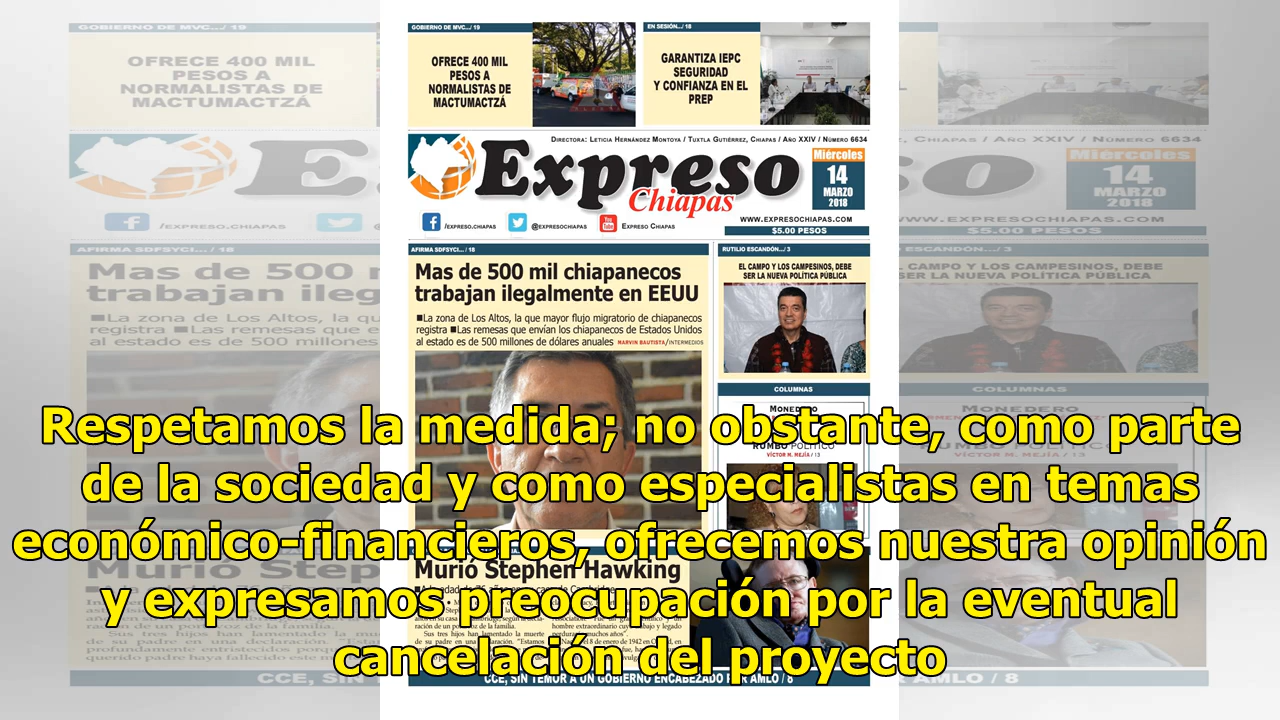 GOBIERNO DE MVC.../ 19
OFRECE 400 MIL
PESOS A
NORMALISTAS DE
MACTUMACTZÁ
EN SESIÓN.../ 18
GARANTIZA IEPC
SEGURIDAD
Y CONFIANZA EN EL
PREP
Directora: Leticia Hernández Montoya / Tuxtla Gutiérrez, Chiapas / Año XXIV / Número 6634
Expreso
Chiapas
Miércoles
14
MARZO
2018
/EXPRESO.CHIAPAS
@EXPRESOCHIAPAS
Expreso Chiapas
WWW.EXPRESOCHIAPAS.COM
$5.00 PESOS
AFIRMA SDFSYCI... / 18
Mas de 500 mil chiapanecos
trabajan ilegalmente en EEUU
■La zona de Los Altos, la que mayor flujo migratorio de chiapanecos
registra ■Las remesas que envían los chiapanecos de Estados Unidos
al estado es de 500 millones de dólares anuales MARVIN BAUTISTA/INTERMEDIOS
RUTILIO ESCANDÓN.../ 3
EL CAMPO Y LOS CAMPESINOS, DEBE
SER LA NUEVA POLÍTICA PÚBLICA
COLUMNAS
Monedero
RUMBO POLÍTICO
VÍCTOR M. MEJÍA / 13
Respetamos la medida; no obstante, como parte
de la sociedad y como especialistas en temas
económico-financieros, ofrecemos nuestra opinión
y expresamos preocupación por la eventual
cancelación del proyecto
Murió Stephen Hawking
CCE, SIN TEMOR A UN GOBIERNO ENCABEZADO POR AMLO / 8